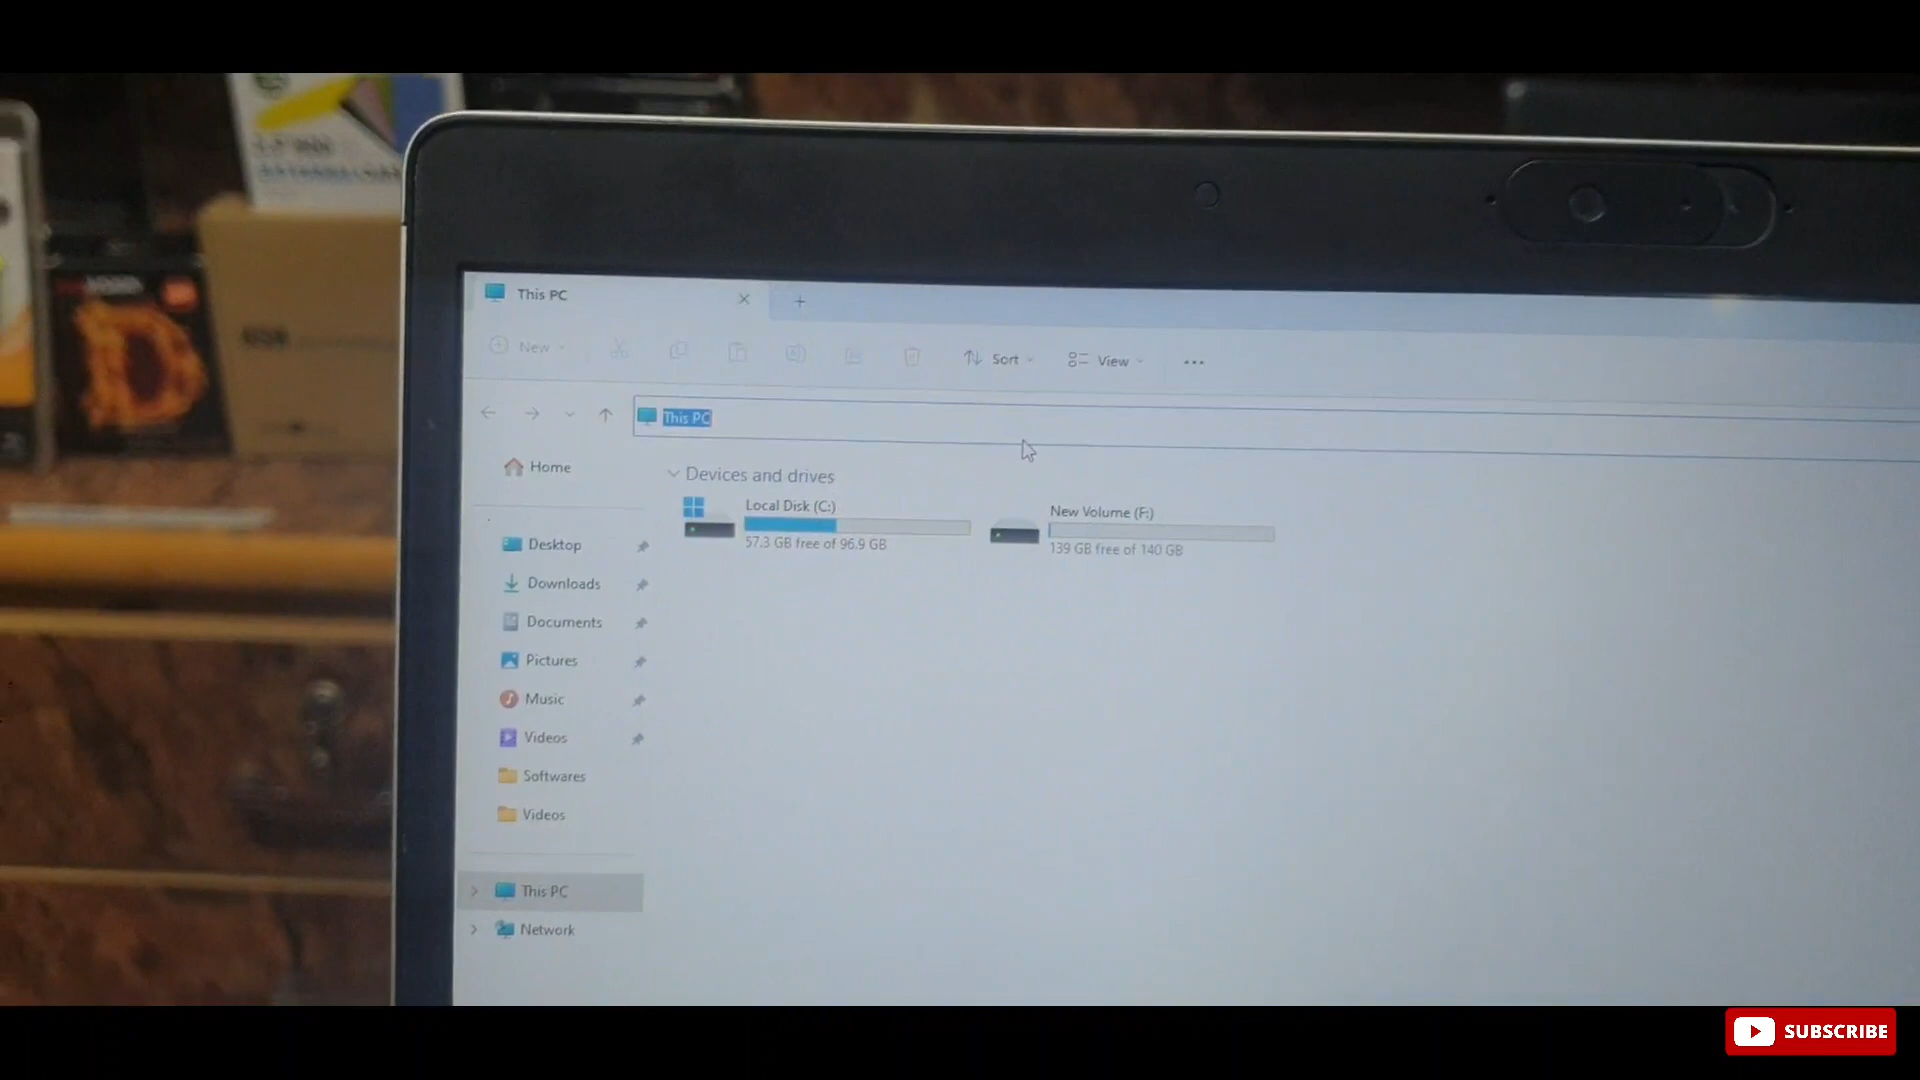 This PC
New
Sort
View
This PC
Home
Devices and drives
Local Disk (C:)
57.3 GB free of 96.9 GB
New Volume (F:)
139 GB free of 140 GB
Desktop
Downloads
Documents
Pictures
Music
Videos
Softwares
Videos
This PC
Network
SUBSCRIBE